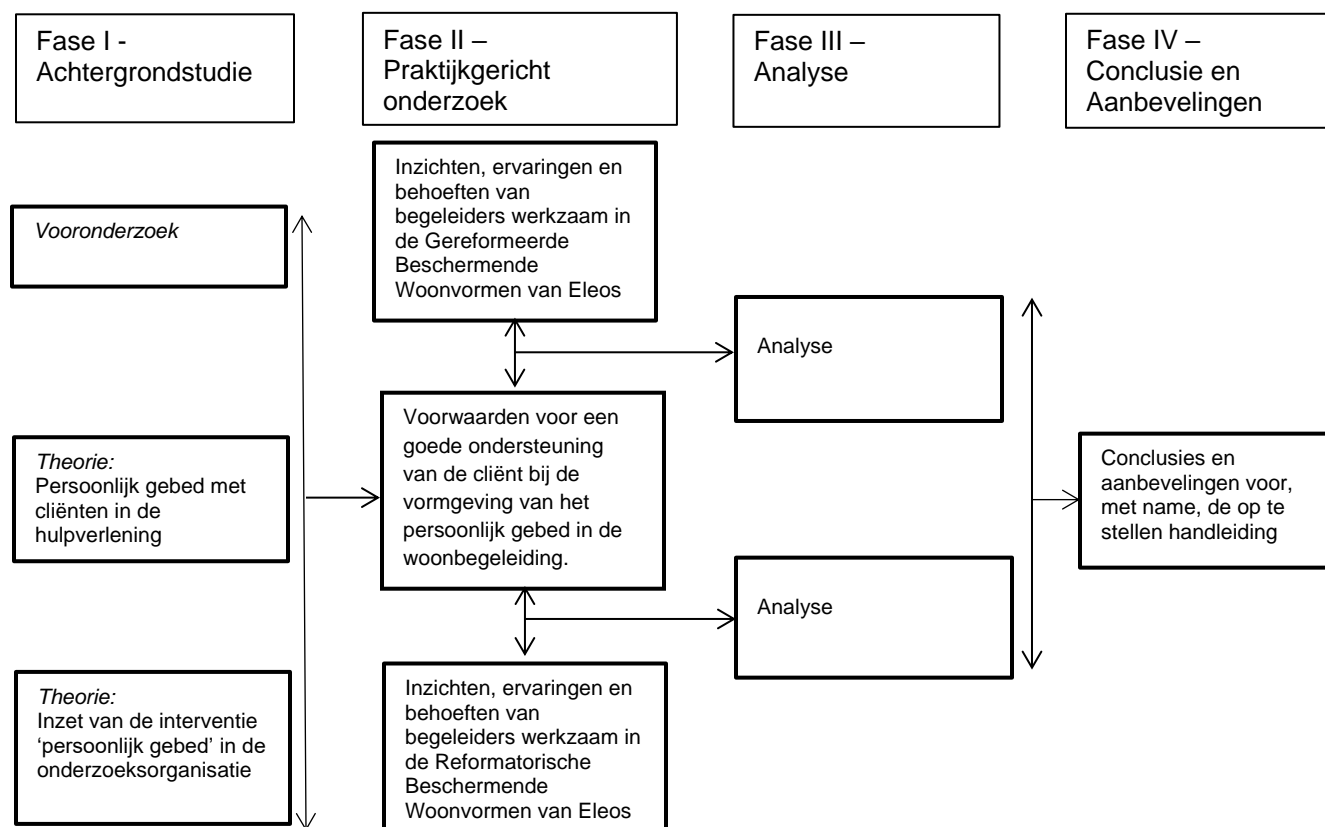 Fase I -
Achtergrondstudie
Fase II –
Praktijkgericht
onderzoek
Fase III –
Analyse
Fase IV –
Conclusie en
Aanbevelingen
Vooronderzoek
Theorie:
Persoonlijk gebed met
cliënten in de
hulpverlening
Theorie:
Inzet van de interventie
‘persoonlijk gebed’ in de
onderzoeksorganisatie
Inzichten, ervaringen en
behoeften van
begeleiders werkzaam in
de Gereformeerde
Beschermende
Woonvormen van Eleos
Voorwaarden voor een
goede ondersteuning
van de cliënt bij de
vormgeving van het
persoonlijk gebed in de
woonbegeleiding.
Inzichten, ervaringen en
behoeften van
begeleiders werkzaam in
de Reformatorische
Beschermende
Woonvormen van Eleos
Analyse
Analyse
Conclusies en
aanbevelingen voor,
met name, de op te
stellen handleiding